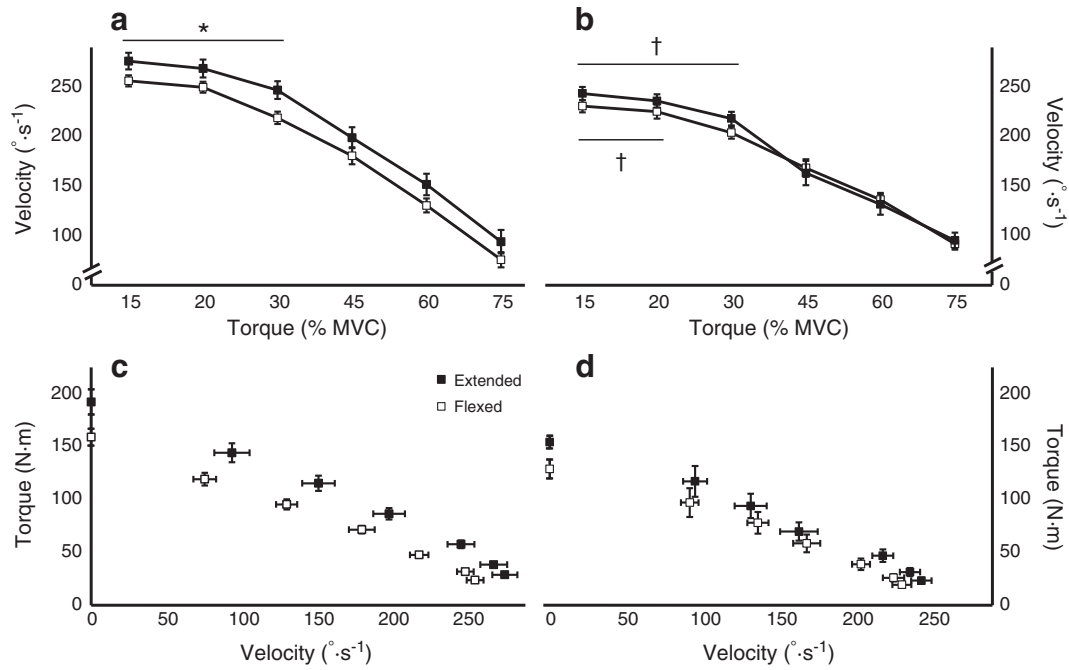 a
*
Velocity (°·s-1)
250
200
150
100
0
15 20 30 45 60 75
Torque (% MVC)
b
†
†
250
200
150
100
0
Velocity (°·s-1)
15 20 30 45 60 75
Torque (% MVC)
c
Extended
Flexed
Torque (N·m)
200
150
100
50
0
0 50 100 150 200 250
Velocity (°·s-1)
d
200
150
100
50
0
Torque (N·m)
0 50 100 150 200 250
Velocity (°·s-1)